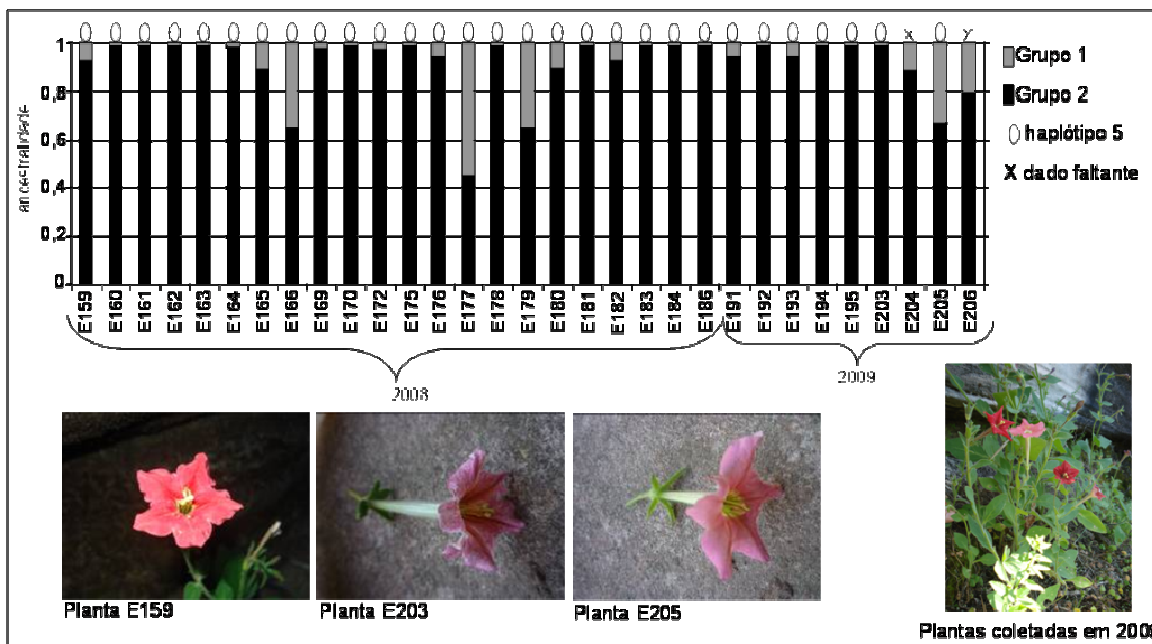 1
0,8
0,6
0,4
0,2
0
ancestralidade
Grupo 1
Grupo 2
haplótipo 5
X dado faltante
X
E159 E160 E161 E162 E163 E164 E165 E166 E169 E170 E172 E175 E176 E177 E178 E179 E180 E181 E182 E183 E184 E186 E191 E192 E193 E194 E195 E203 E204 E205 E206
2008
2009
Planta E159
Planta E203
Planta E205
Plantas coletadas em